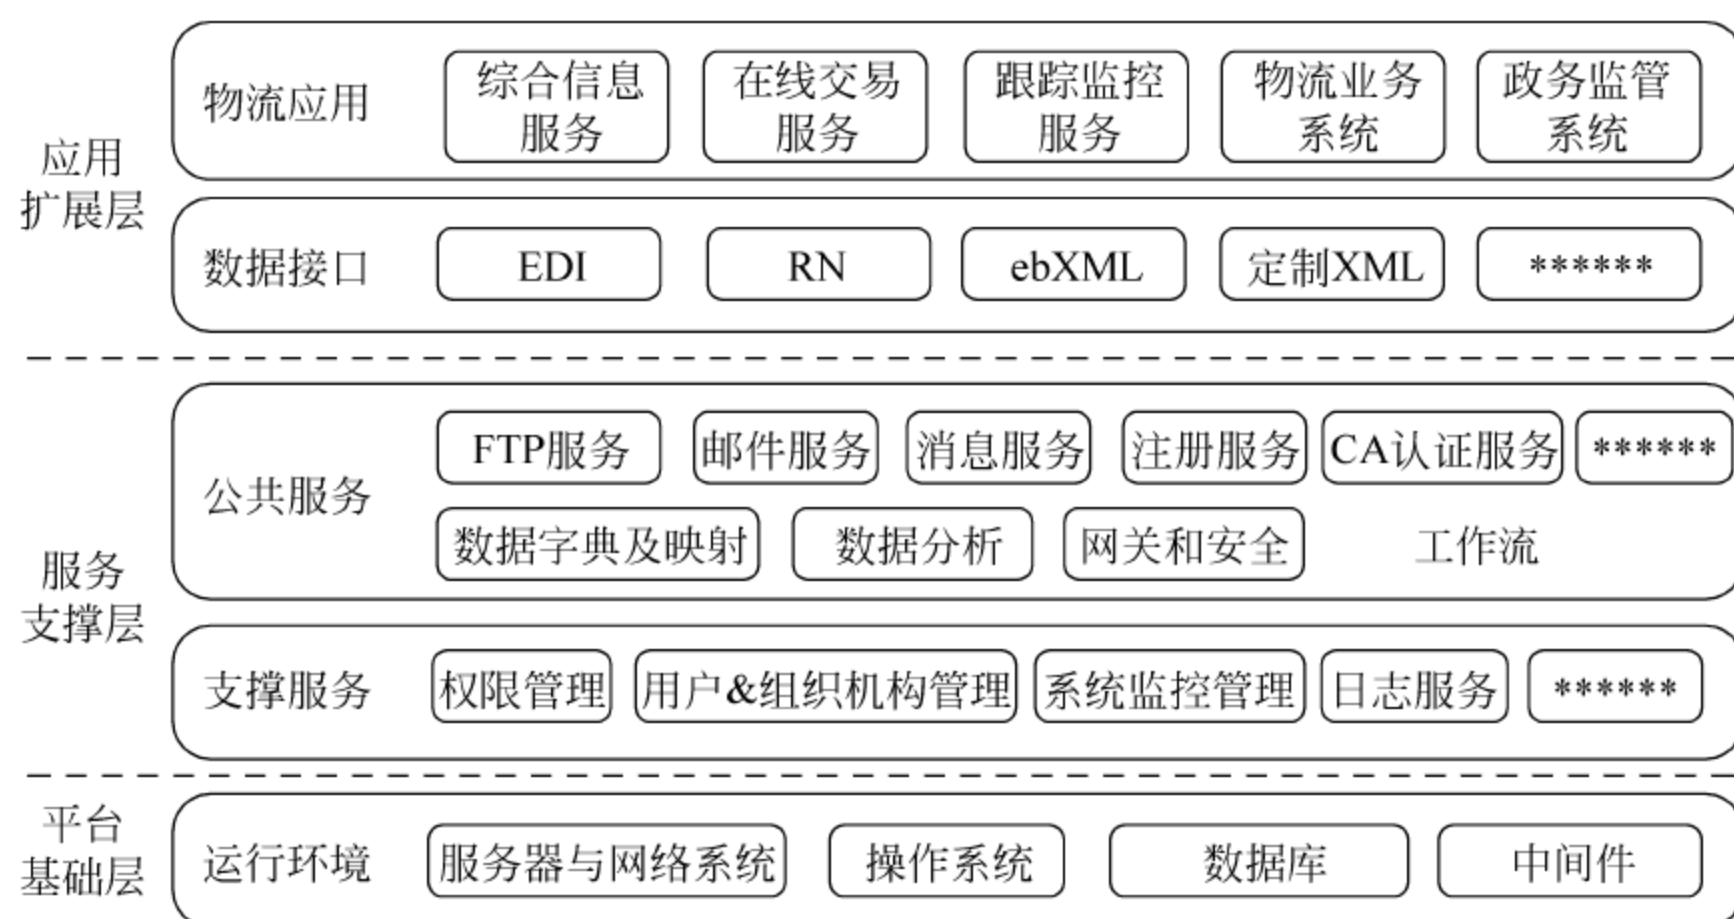 应用
扩展层
物流应用
综合信息
服务
在线交易
服务
跟踪监控
服务
物流业务
系统
政务监管
系统
数据接口
EDI
RN
ebXML
定制XML
******
服务
支撑层
公共服务
FTP服务
邮件服务
消息服务
注册服务
CA认证服务
******
数据字典及映射
数据分析
网关和安全
工作流
支撑服务
权限管理
用户&组织机构管理
系统监控管理
日志服务
******
平台
基础层
运行环境
服务器与网络系统
操作系统
数据库
中间件